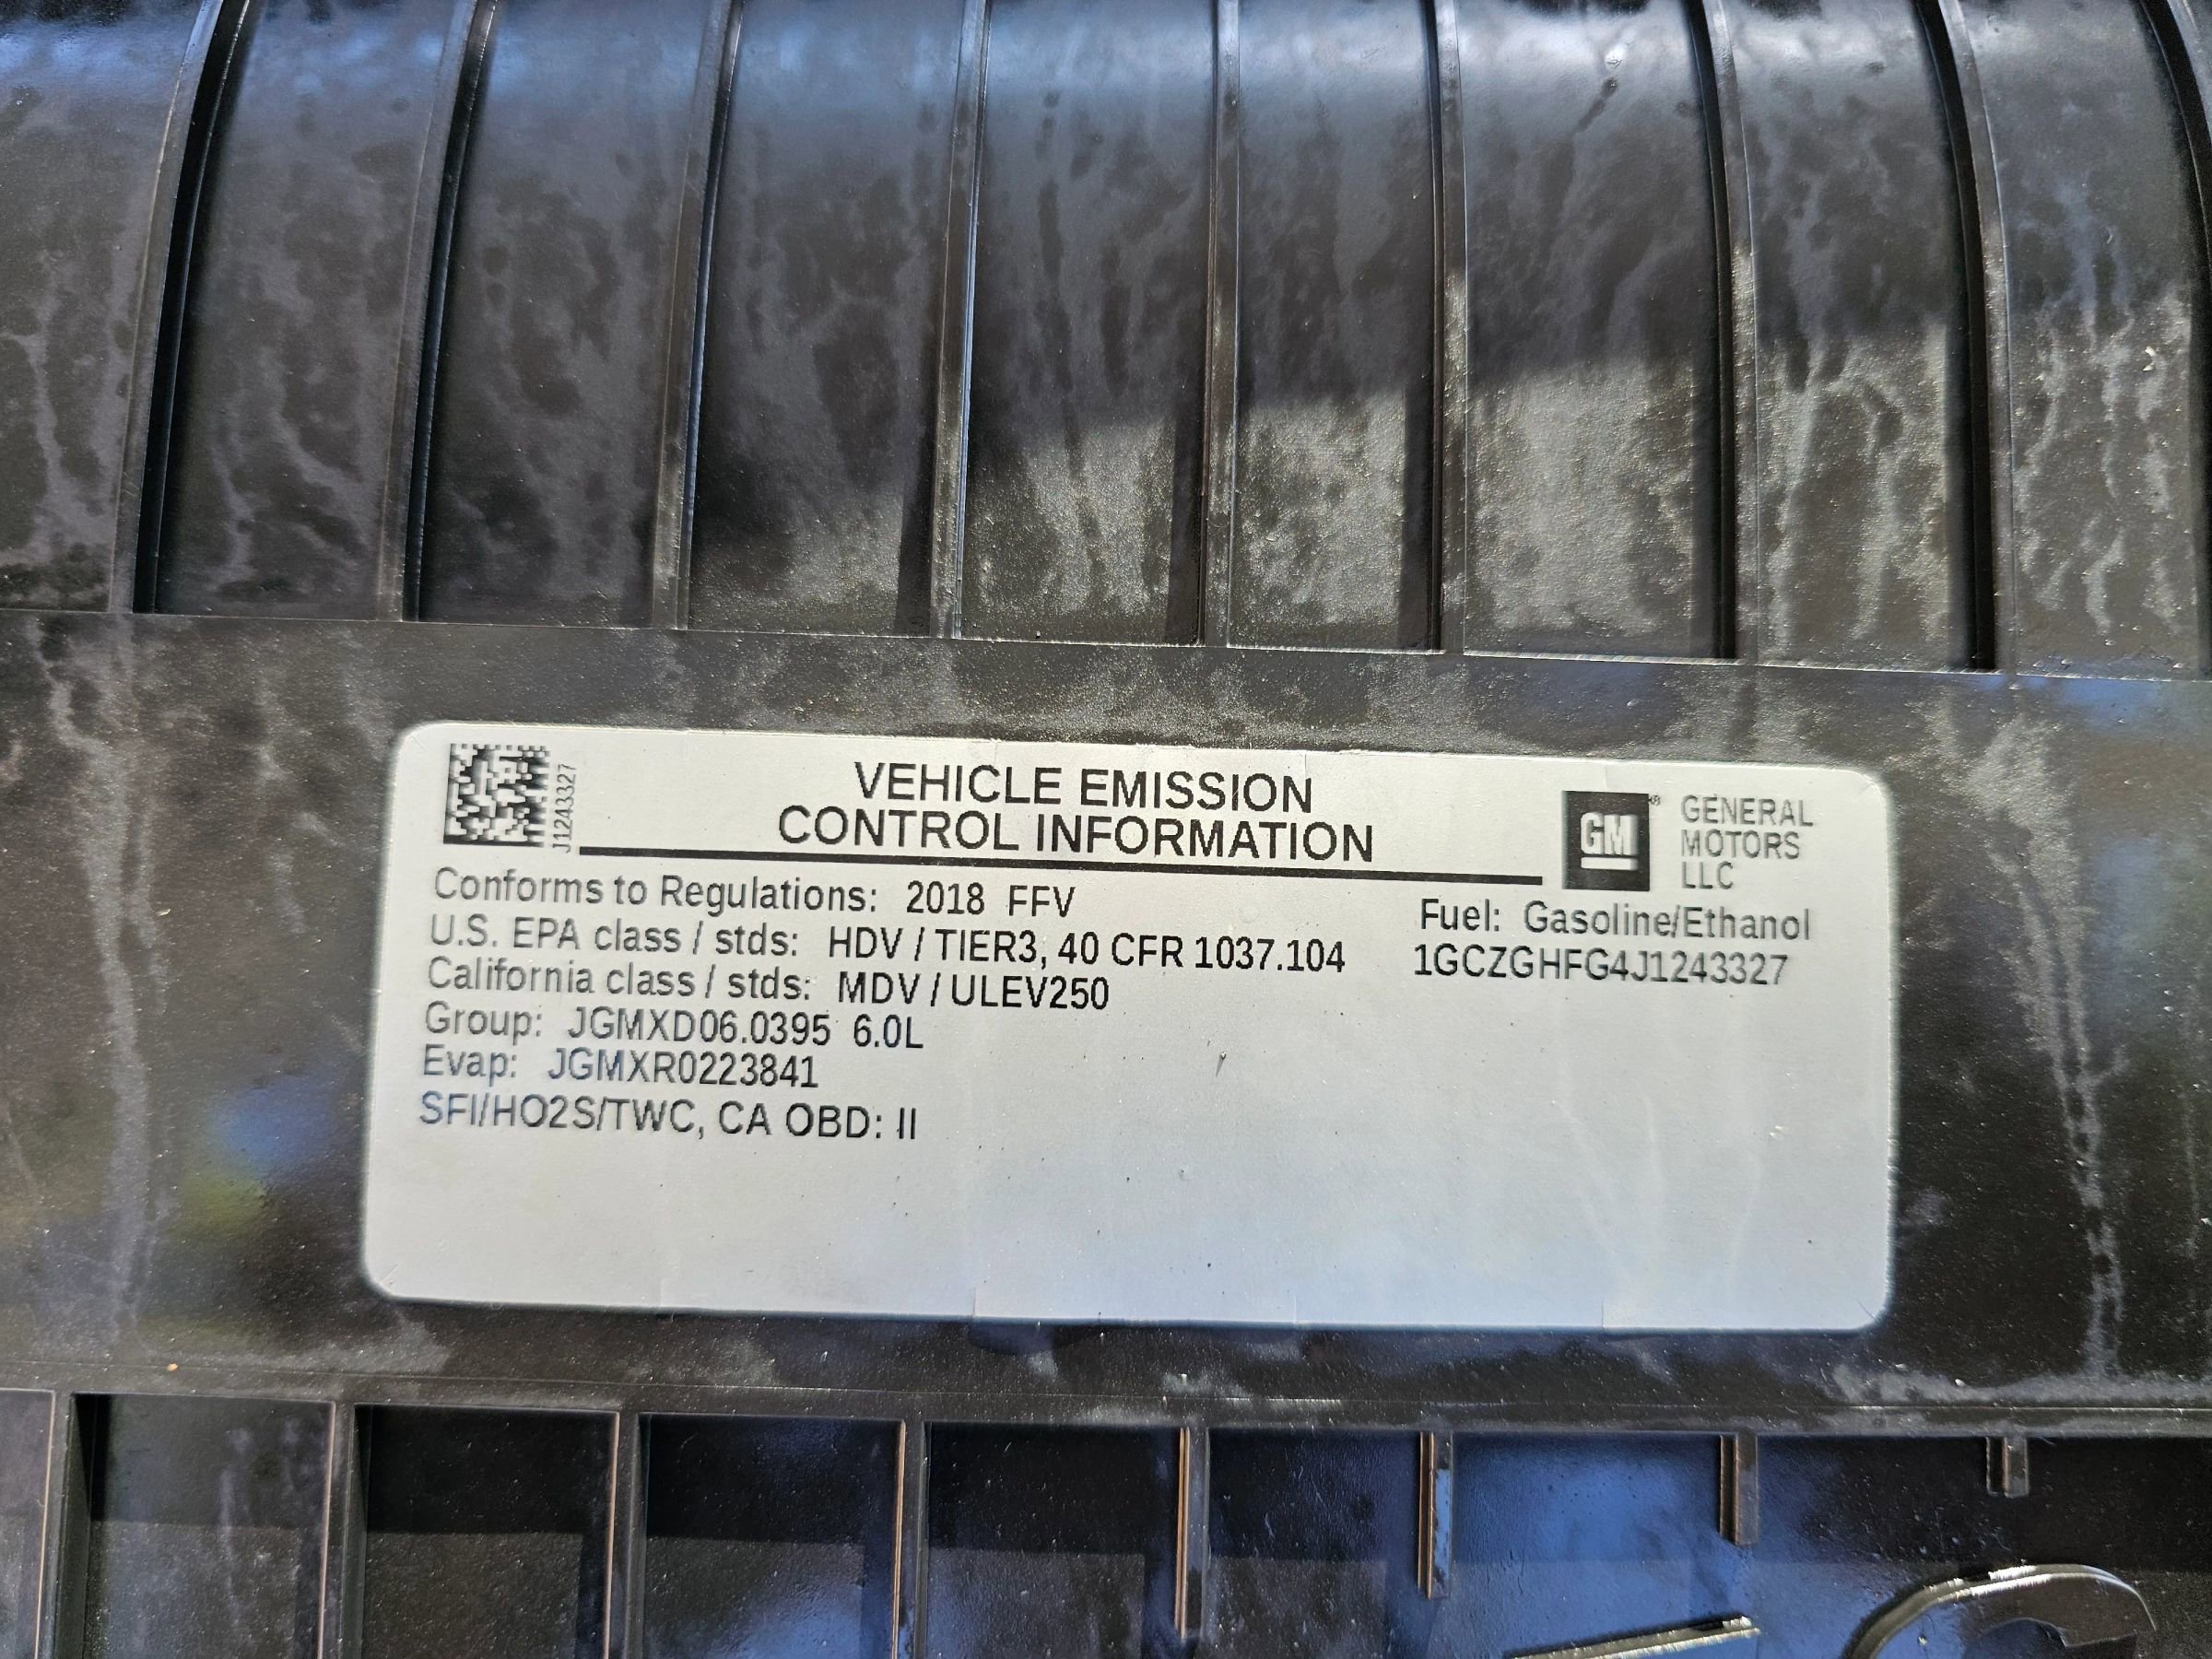 J1243327
VEHICLE EMISSION
CONTROL INFORMATION
GM®
GENERAL
MOTORS
LLC
Conforms to Regulations: 2018 FFV
U.S. EPA class / stds: HDV / TIER3, 40 CFR 1037.104
California class / stds: MDV / ULEV250
Group: JGMXD06.0395 6.0L
Evap: JGMXR0223841
SFI/HO2S/TWC, CA OBD: II
Fuel: Gasoline/Ethanol
1GCZGHFG4J1243327